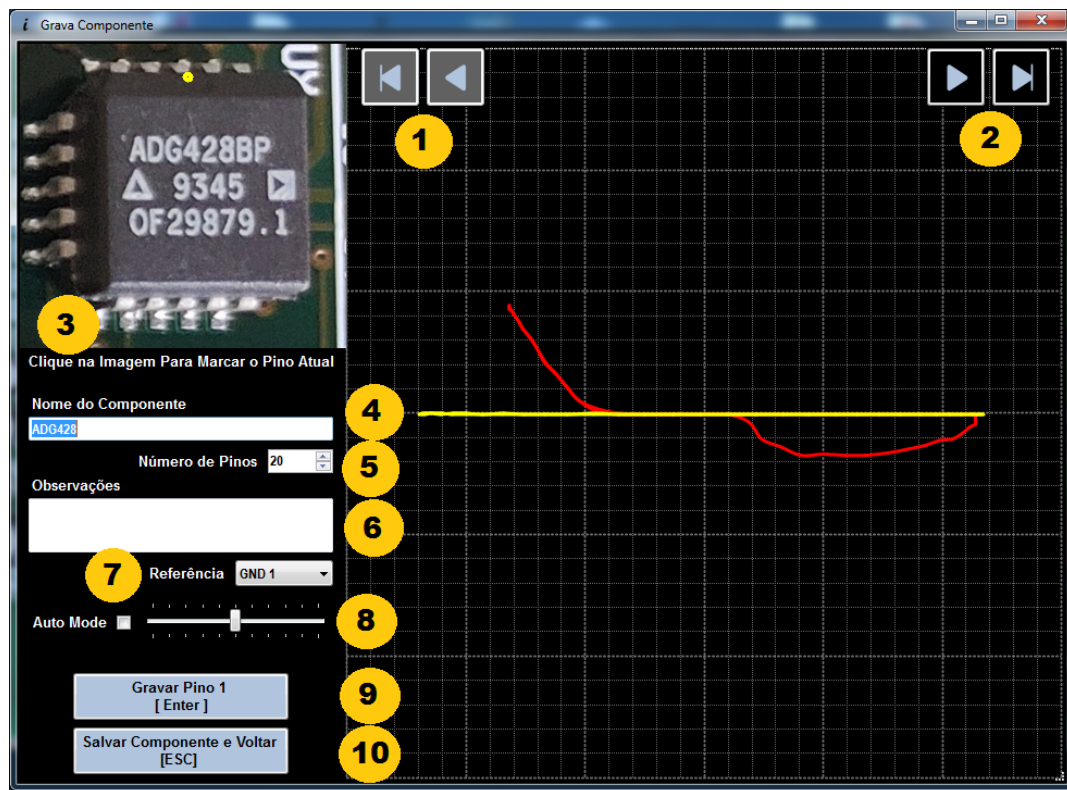 i Grava Componente
ADG428BP
9345
OF29879.1
1
2
3
Clique na Imagem Para Marcar o Pino Atual
Nome do Componente
4
ADG428
Número de Pinos 20
5
Observações
6
7
Referência GND 1
Auto Mode
8
Gravar Pino 1
[ Enter ]
9
Salvar Componente e Voltar
[ESC]
10